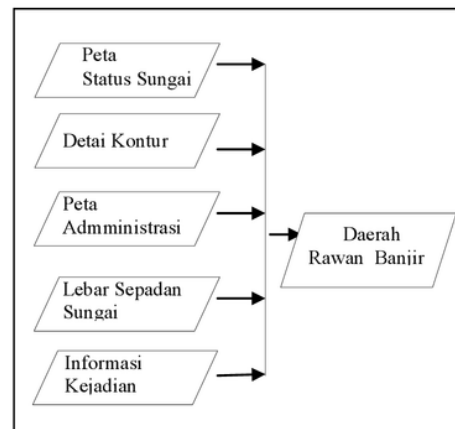 Peta
Status Sungai
Detai Kontur
Peta
Admministrasi
Lebar Sepadan
Sungai
Informasi
Kejadian
Daerah
Rawan Banjir